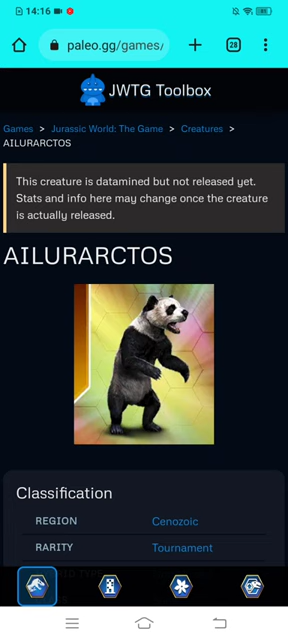 14:16
paleo.gg/games/
28
JWTG Toolbox
Games > Jurassic World: The Game > Creatures >
AILURARCTOS
This creature is datamined but not released yet.
Stats and info here may change once the creature
is actually released.
AILURARCTOS
Classification
REGION Cenozoic
RARITY Tournament